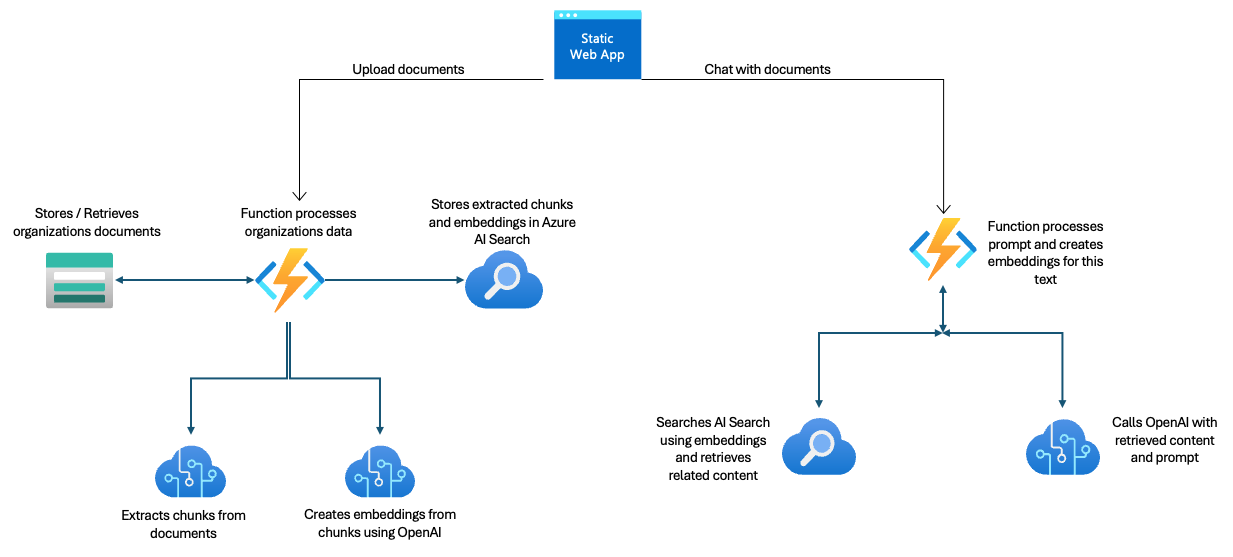 Static
Web App
Upload documents
Chat with documents
Stores / Retrieves
organizations documents
Function processes
organizations data
Stores extracted chunks
and embeddings in Azure
AI Search
Function processes
prompt and creates
embeddings for this
text
Extracts chunks from
documents
Creates embeddings from
chunks using OpenAI
Searches AI Search
using embeddings
and retrieves
related content
Calls OpenAI with
retrieved content
and prompt